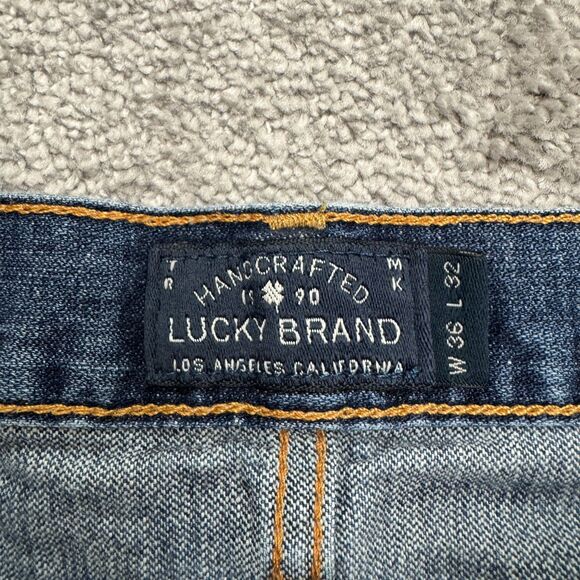 TR MK
HANDCRAFTED
19 90
LUCKY BRAND
LOS ANGELES CALIFORNIA
W 36 L 32